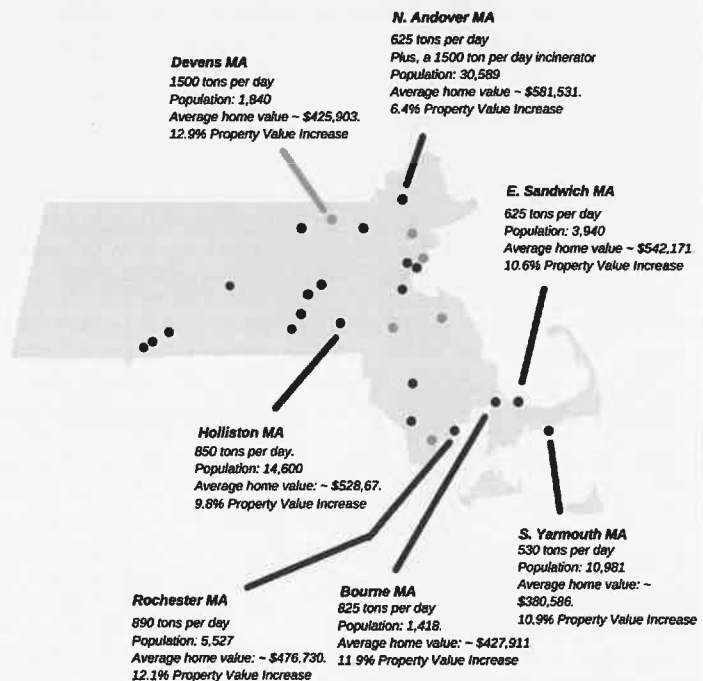 N. Andover MA
625 tons per day
Plus, a 1500 ton per day incinerator
Population: 30,589
Average home value ~ $581,531.
6.4% Property Value Increase
Devens MA
1500 tons per day
Population: 1,840
Average home value ~ $425,903.
12.9% Property Value Increase
E. Sandwich MA
625 tons per day
Population: 3,940
Average home value ~ $542,171
10.6% Property Value Increase
Holliston MA
850 tons per day.
Population: 14,600
Average home value: ~ $528,67.
9.8% Property Value Increase
S. Yarmouth MA
530 tons per day
Population: 10,981
Average home value: ~
$380,586.
10.9% Property Value Increase
Rochester MA
890 tons per day
Population: 5,527
Average home value: ~ $476,730.
12.1% Property Value Increase
Bourne MA
825 tons per day
Population: 1,418.
Average home value: ~ $427,911
11 9% Property Value Increase